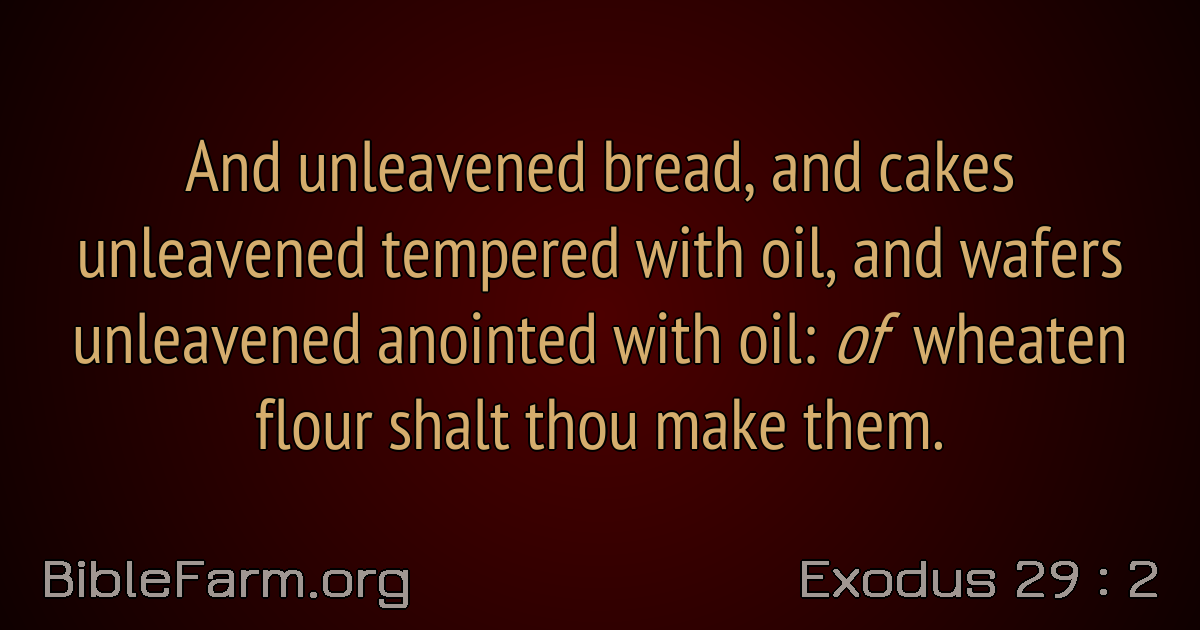 And unleavened bread, and cakes
unleavened tempered with oil, and wafers
unleavened anointed with oil: of wheaten
flour shalt thou make them.
BibleFarm.org
Exodus 29 : 2